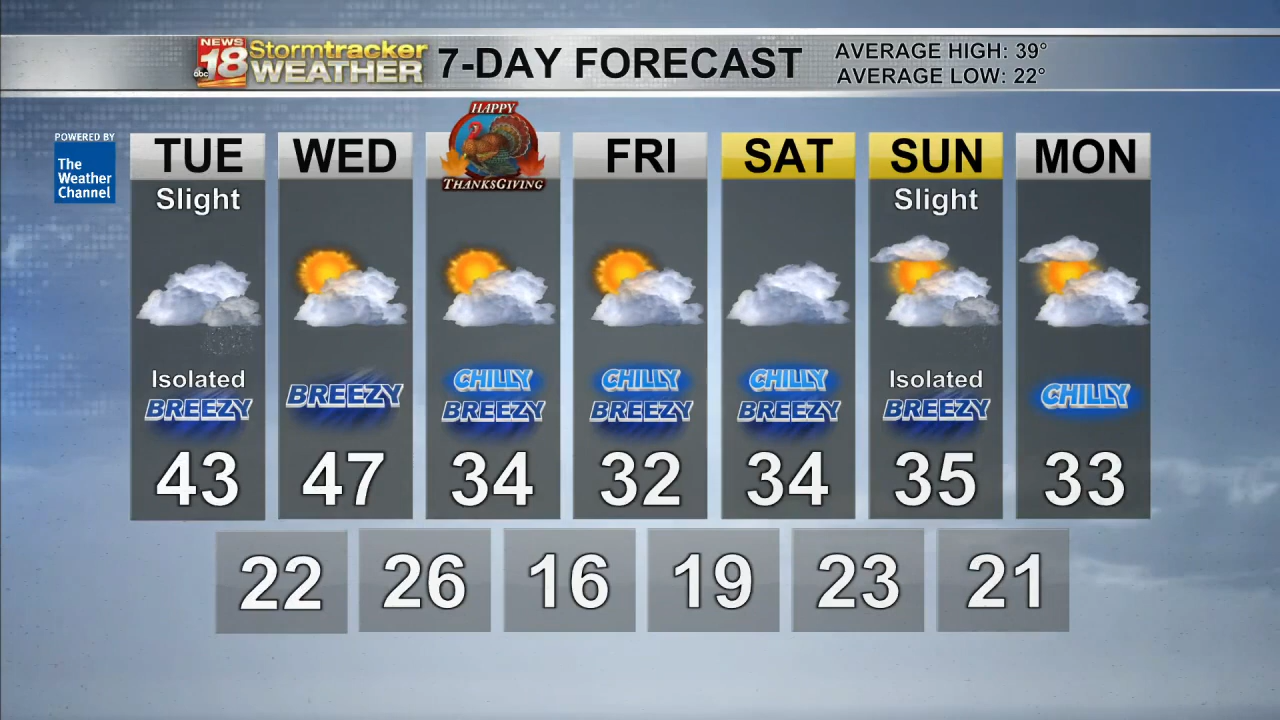 NEWS
abc 18
Stormtracker
WEATHER
7-DAY FORECAST
AVERAGE HIGH: 39°
AVERAGE LOW: 22°
POWERED BY
The
Weather
Channel
TUE
Slight
Isolated
BREEZY
43
WED
BREEZY
47
HAPPY
THANKSGIVING
CHILLY
BREEZY
34
FRI
CHILLY
BREEZY
32
SAT
CHILLY
BREEZY
34
SUN
Slight
Isolated
BREEZY
35
MON
CHILLY
33
22
26
16
19
23
21